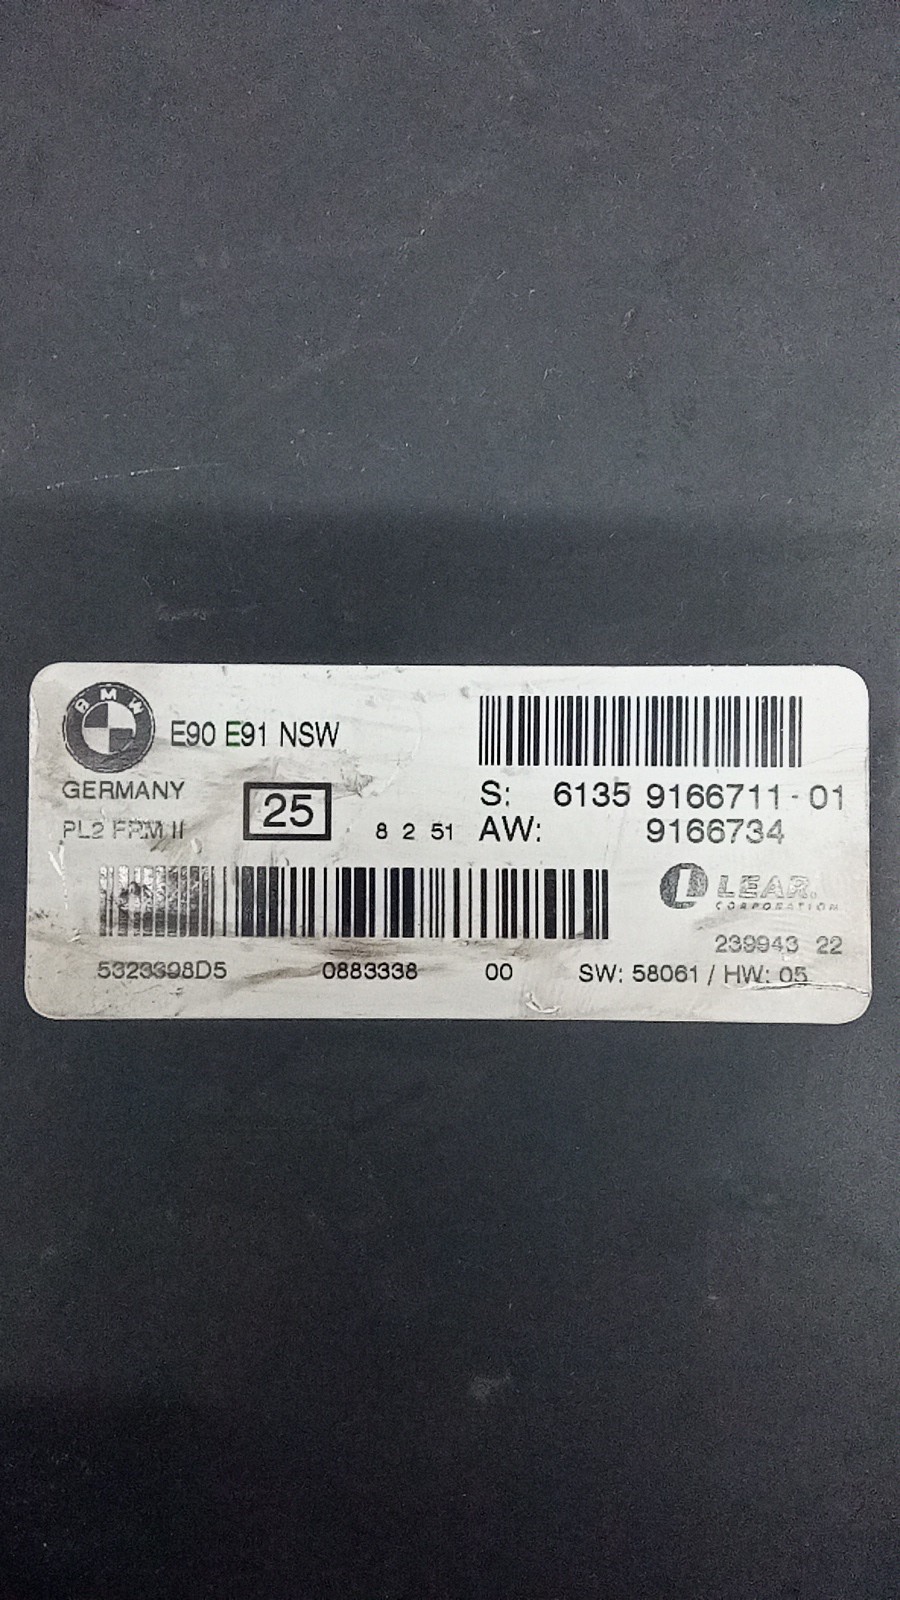 BMW
E90 E91 NSW
GERMANY
PL2 FRM II
25
8 2 51
S: 6135 9166711-01
AW: 9166734
LEAR.
CORPORATION
239943 22
5323398D5 0883338 00 SW: 58061 / HW: 05